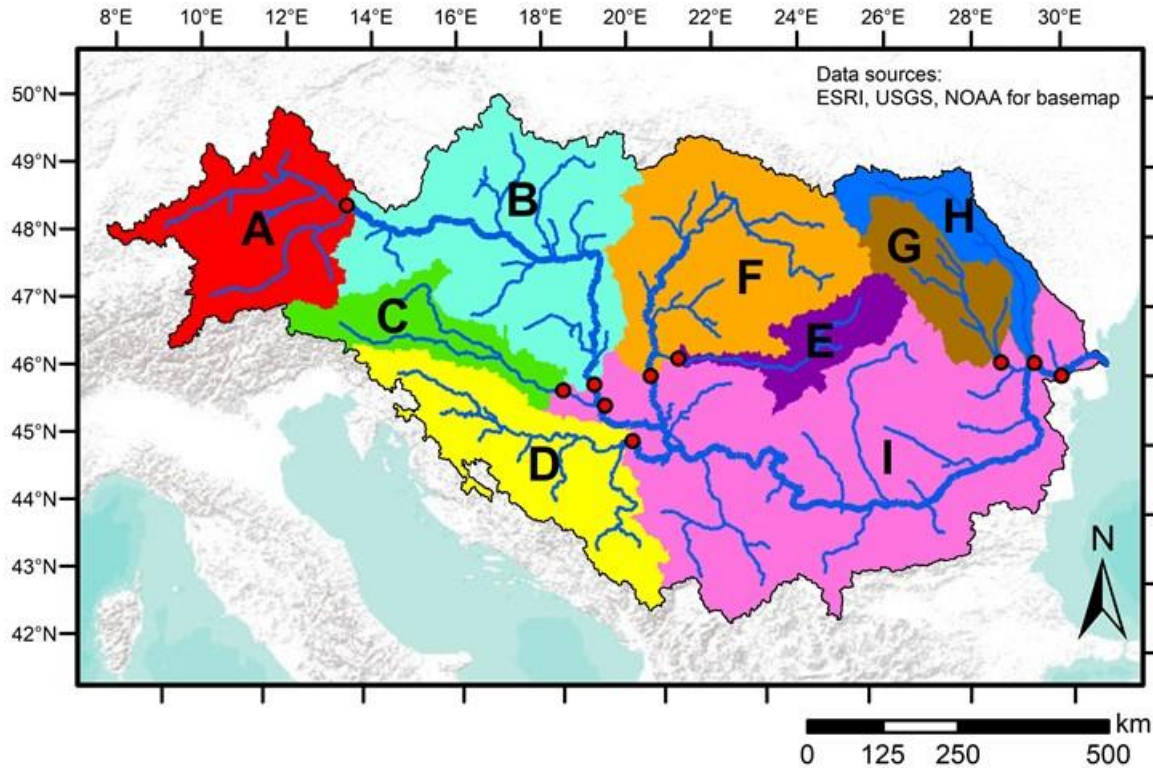 8°E 10°E 12°E 14°E 16°E 18°E 20°E 22°E 24°E 26°E 28°E 30°E
Data sources:
ESRI, USGS, NOAA for basemap
50°N
49°N
48°N
47°N
46°N
45°N
44°N
43°N
42°N
A
B
C
D
E
F
G
H
I
N
km
0 125 250 500